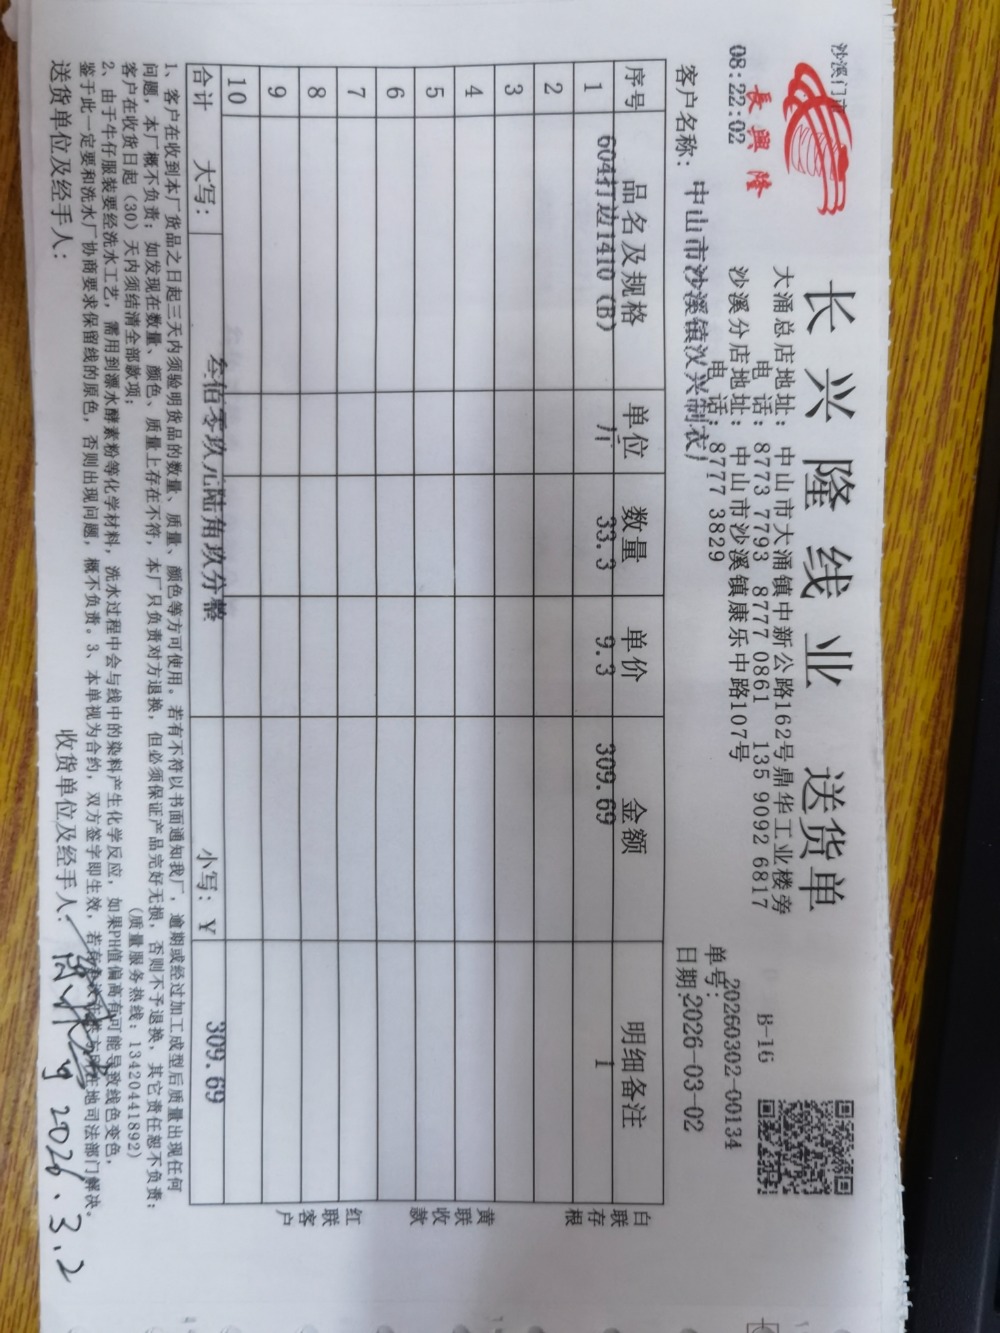 沙溪门市
08:22:02
長興隆
长兴隆线业 送货单
大涌总店地址: 中山市大涌镇中新公路162号鼎华工业楼旁
电 话: 8773 7793 8777 0861 135 9092 6817
沙溪分店地址: 中山市沙溪镇康乐中路107号
电 话: 8777 3829
B-16
单号: 20260302-00134
客户名称: 中山市沙溪镇汉兴制衣厂
日期: 2026-03-02
序号 品名及规格 单位 数量 单价 金额 明细备注
1 604打边1410 (B) 斤 33.3 9.3 309.69 1
2
3
4
5
6
7
8
9
10
合计 大写: 叁佰零玖元陆角玖分整 小写: ¥ 309.69
白联存根
黄联收款
红联客户
1、客户在收到本厂货品之日起三天内须验明货品的数量、质量、颜色等方可使用。若有不符以书面通知我厂,逾期或经过加工成型后质量出现任何
问题,本厂概不负责;如发现在数量、颜色、质量上存在不符,本厂只负责对方退换,但必须保证产品完好无损,否则不予退换,其它责任恕不负责;
客户在收货日起(30)天内须结清全部款项; (质量服务热线: 13420441892)
2、由于牛仔服装要经洗水工艺,需用到漂水酵素粉等化学材料,洗水过程中会与线中的染料产生化学反应,如果PH值偏高有可能导致线色变色,
鉴于此一定要和洗水厂协商要求保留线的原色,否则出现问题,概不负责。3、本单视为合约,双方签字即生效,若有 地司法部门解决。
送货单位及经手人: 收货单位及经手人:
2026.3.2